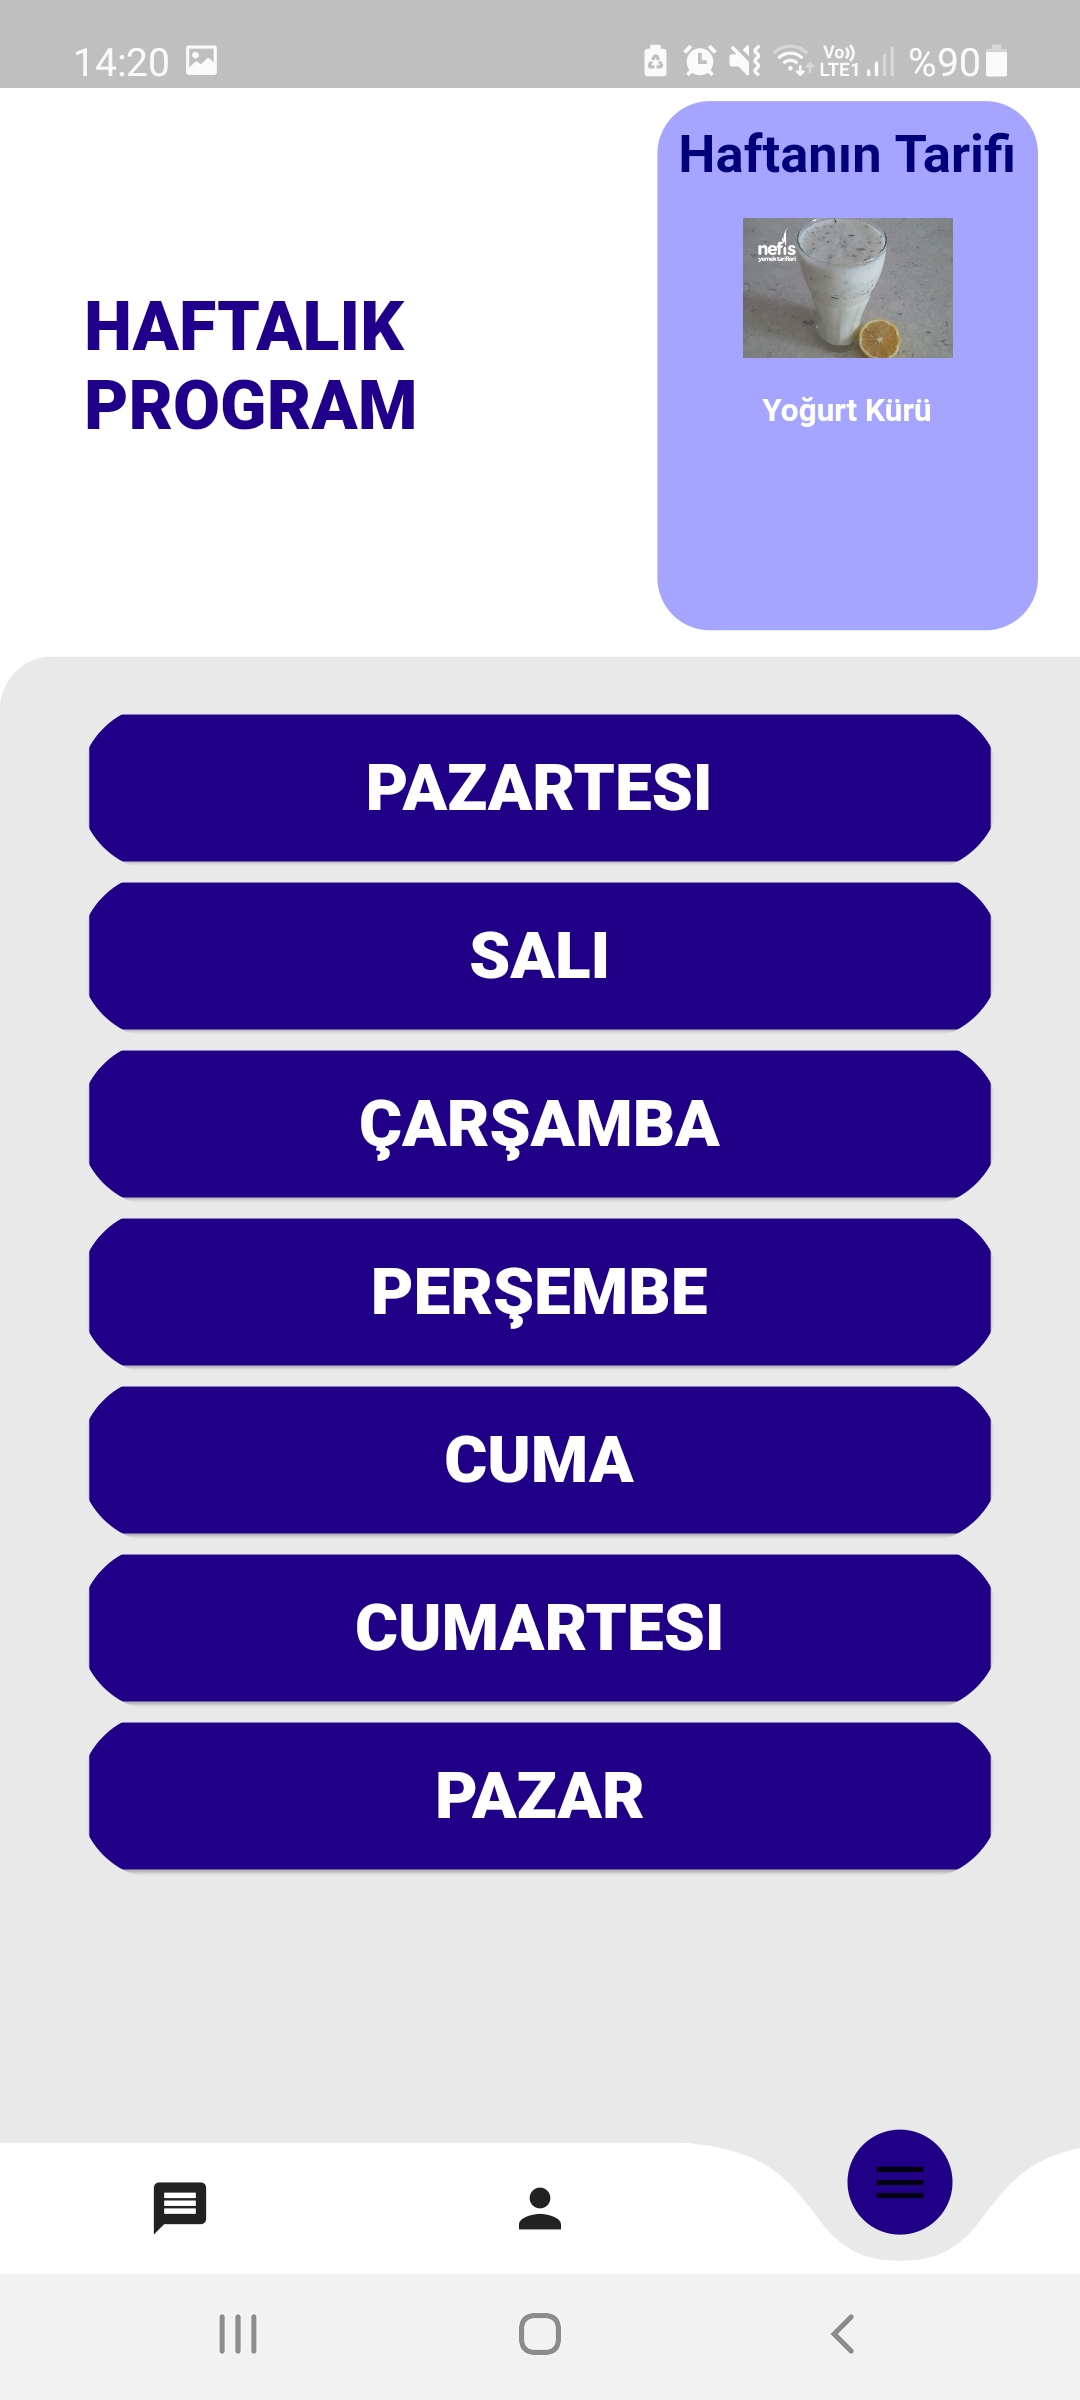 14:20
Vo))
LTE1
%90
Haftanın Tarifi
nefis
yemek tarifleri
Yoğurt Kürü
HAFTALIK
PROGRAM
PAZARTESI
SALI
ÇARŞAMBA
PERŞEMBE
CUMA
CUMARTESI
PAZAR